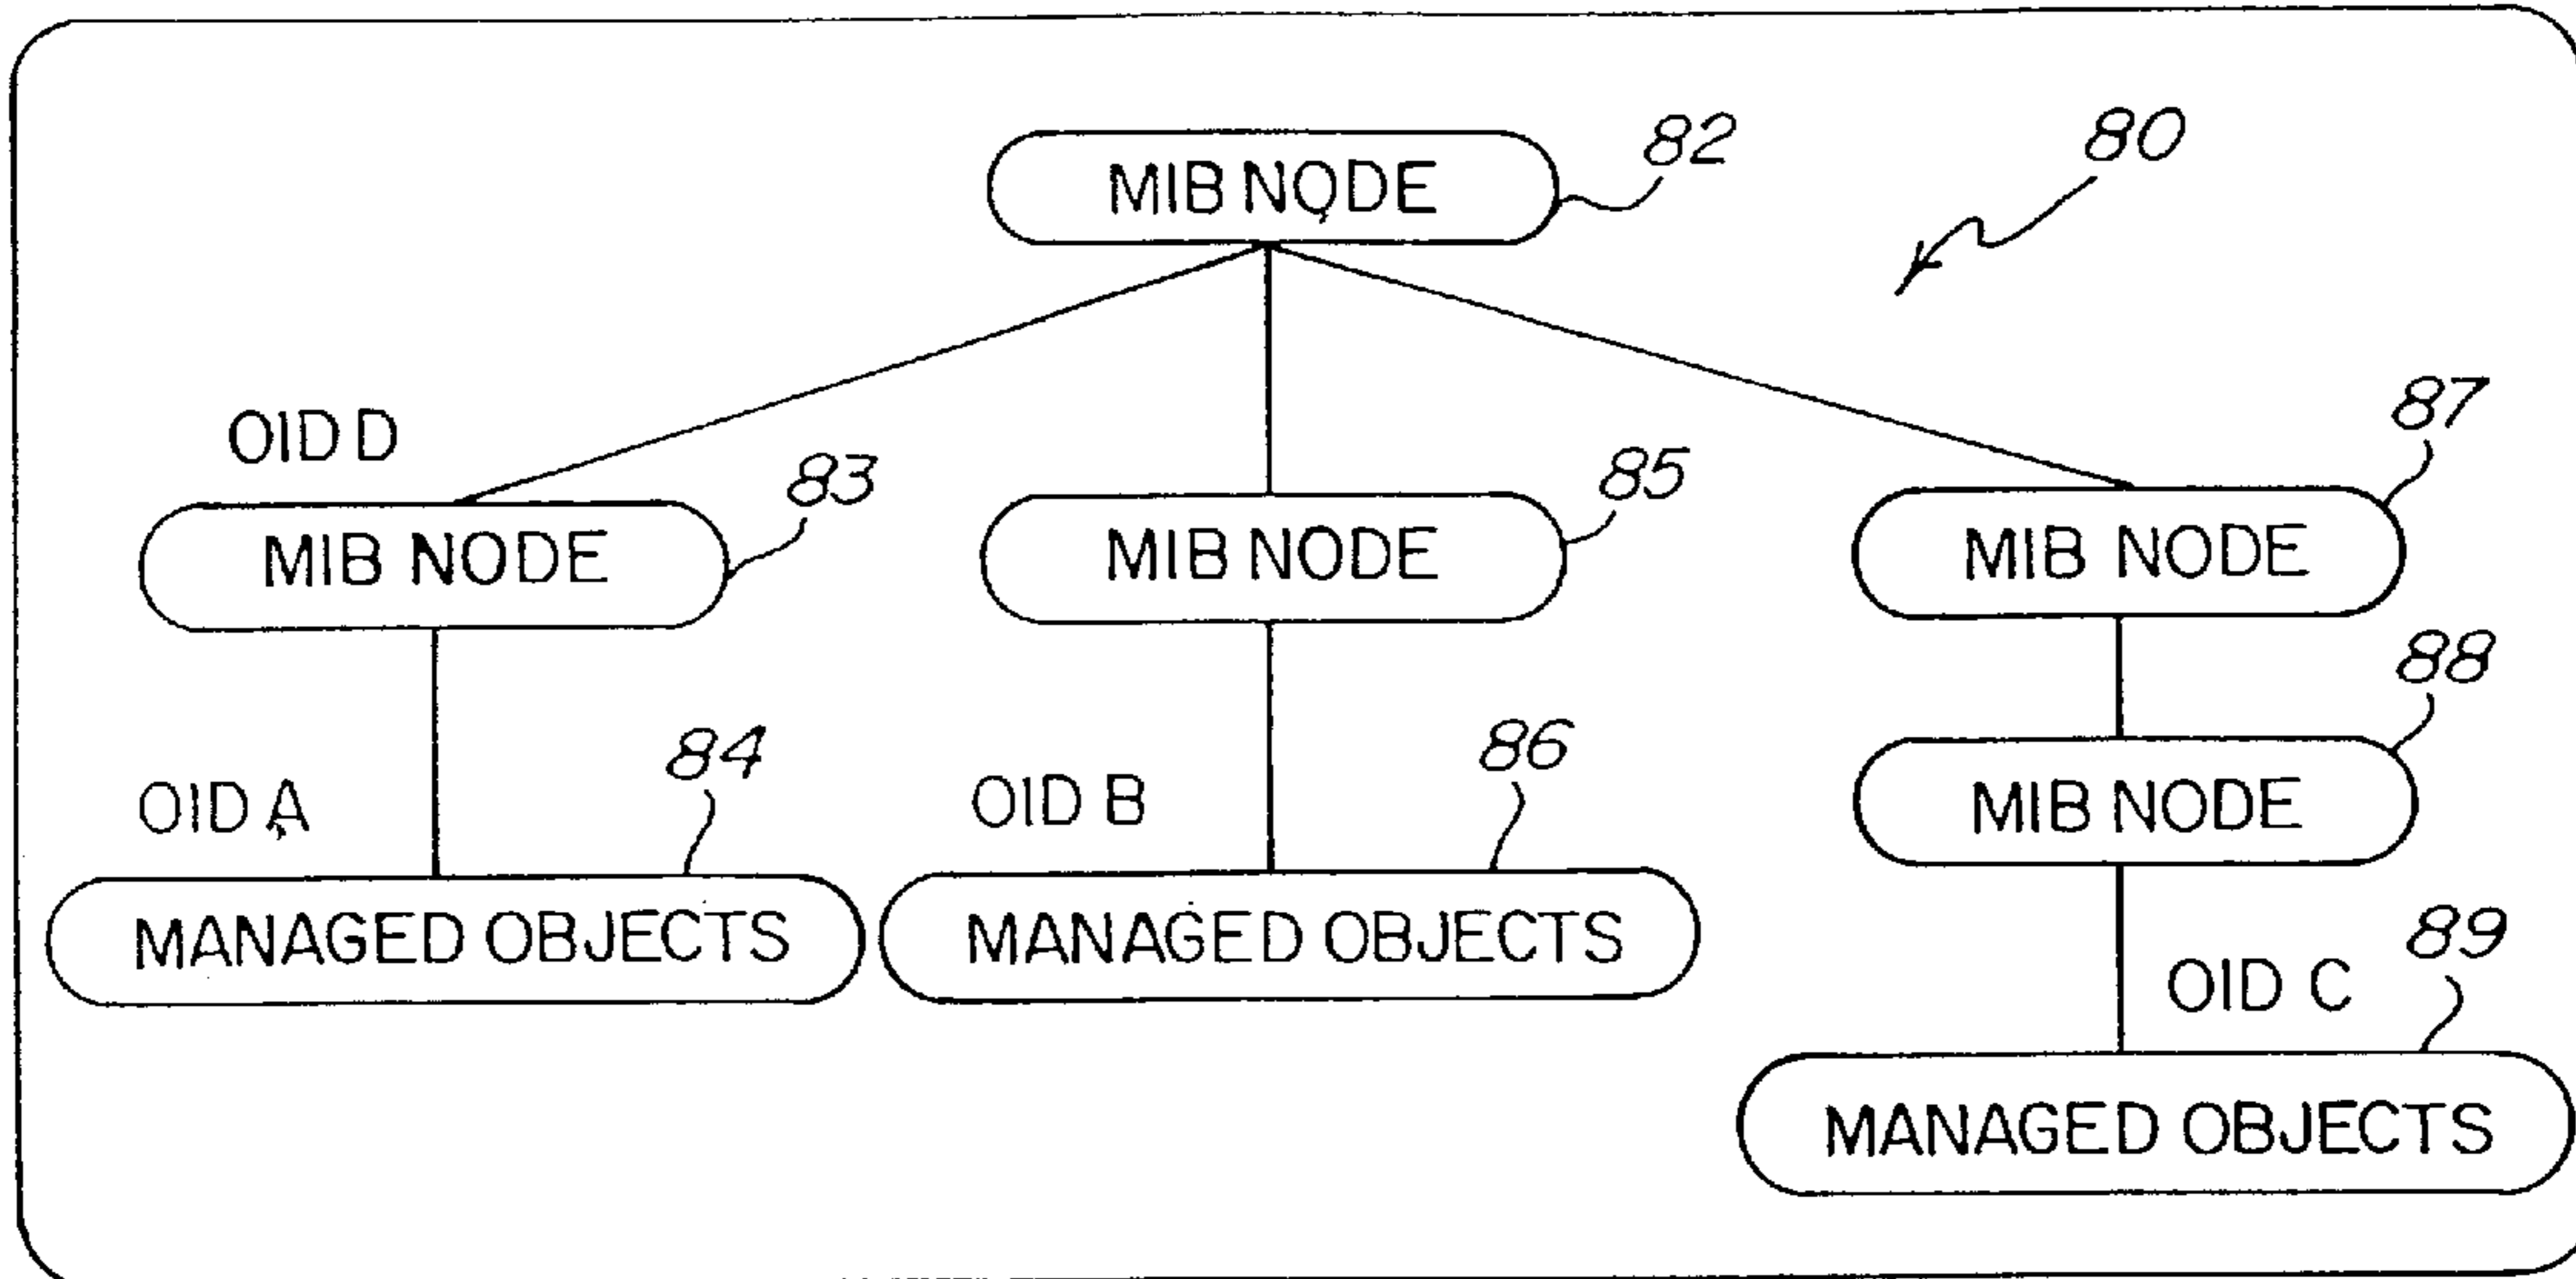 80
MIB NODE 82
OID D
MIB NODE 83
MIB NODE 85
MIB NODE 87
MIB NODE 88
OID A
MANAGED OBJECTS 84
OID B
MANAGED OBJECTS 86
OID C
MANAGED OBJECTS 89